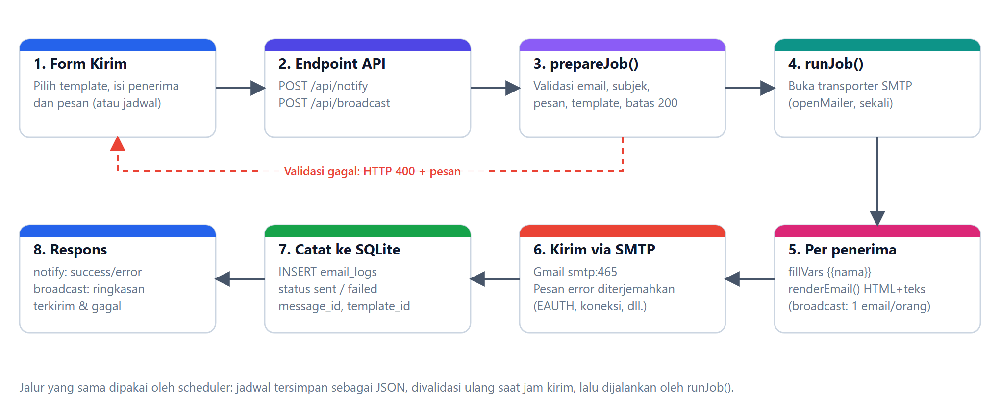 1. Form Kirim
Pilih template, isi penerima
dan pesan (atau jadwal)
2. Endpoint API
POST /api/notify
POST /api/broadcast
3. prepareJob()
Validasi email, subjek,
pesan, template, batas 200
4. runJob()
Buka transporter SMTP
(openMailer, sekali)
Validasi gagal: HTTP 400 + pesan
5. Per penerima
fillVars {{nama}}
renderEmail() HTML+teks
(broadcast: 1 email/orang)
6. Kirim via SMTP
Gmail smtp:465
Pesan error diterjemahkan
(EAUTH, koneksi, dll.)
7. Catat ke SQLite
INSERT email_logs
status sent / failed
message_id, template_id
8. Respons
notify: success/error
broadcast: ringkasan
terkirim & gagal
Jalur yang sama dipakai oleh scheduler: jadwal tersimpan sebagai JSON, divalidasi ulang saat jam kirim, lalu dijalankan oleh runJob().